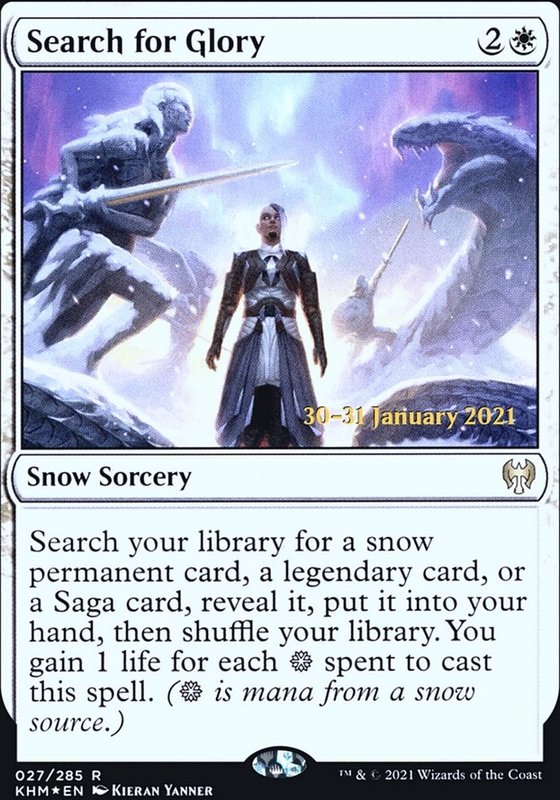 Search for Glory 2
30-31 January 2021
Snow Sorcery
Search your library for a snow
permanent card, a legendary card, or
a Saga card, reveal it, put it into your
hand, then shuffle your library. You
gain 1 life for each spent to cast
this spell. ( is mana from a snow
source.)
027/285 R
KHM★EN KIERAN YANNER
™ & © 2021 Wizards of the Coast